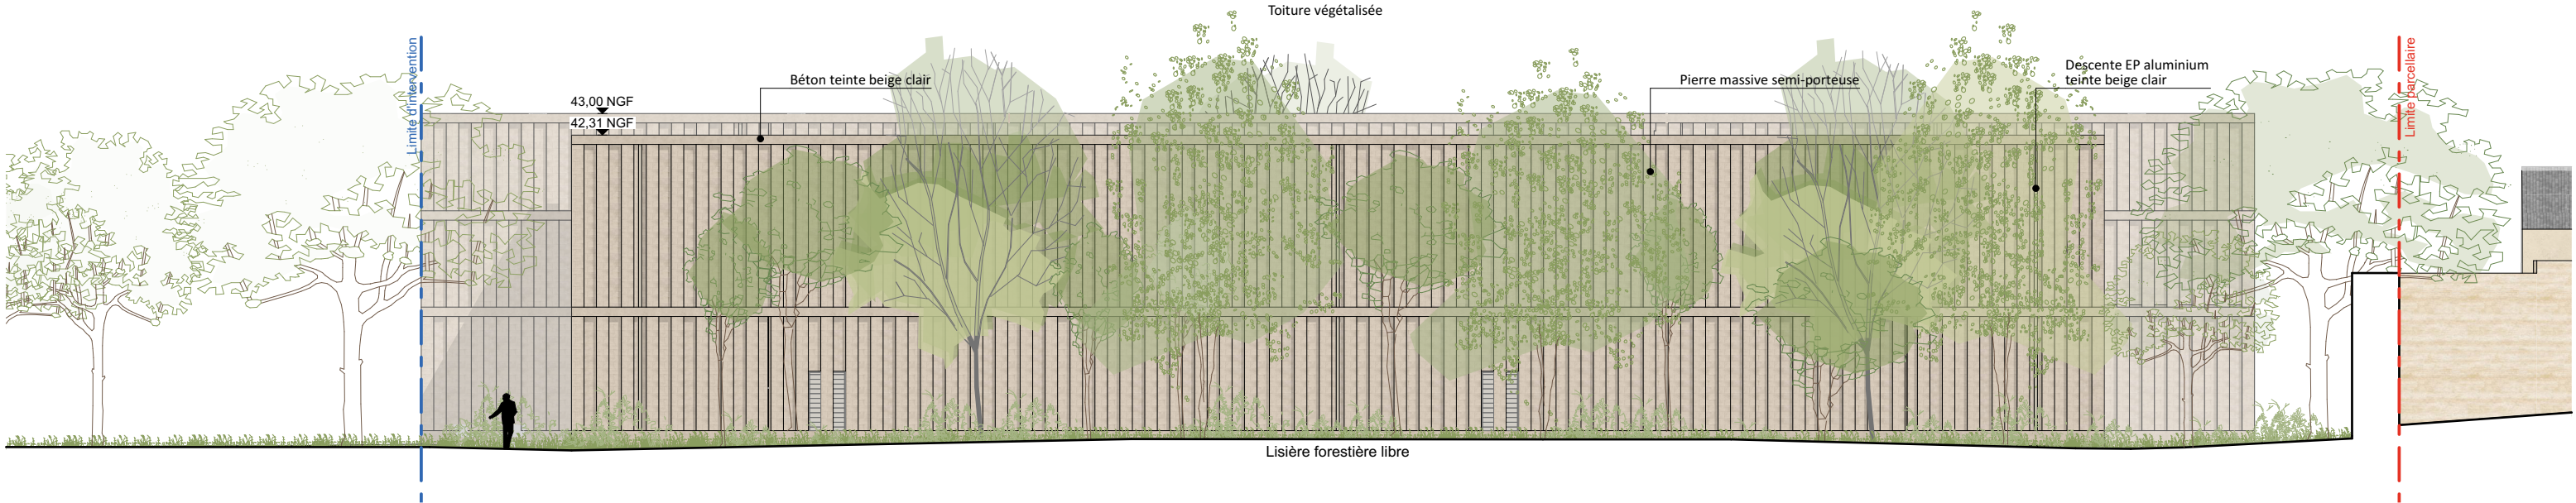 Toiture végétalisée
Limite d'intervention
Béton teinte beige clair
Pierre massive semi-porteuse
Descente EP aluminium
teinte beige clair
Limite parcellaire
43,00 NGF
42,31 NGF
Lisière forestière libre